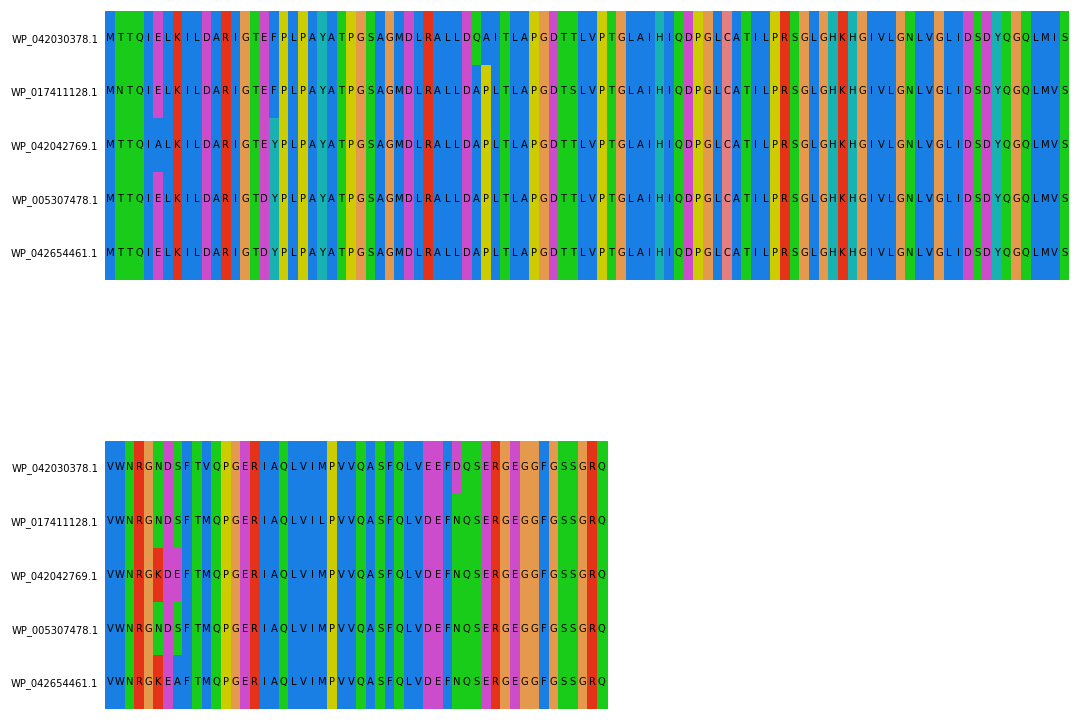 WP_042030378.1 MTTQIELKILDARIGTEFPLPAYATPGSAGMDLRALLDQAITLAPGDTTLVPTGLAIHIQDPGLCATILPRSGLGHKHGIVLGNLVGLIDSDYQGQLMIS
WP_017411128.1 MNTQIELKILDARIGTEFPLPAYATPGSAGMDLRALLDAPLTLAPGDTSLVPTGLAIHIQDPGLCATILPRSGLGHKHGIVLGNLVGLIDSDYQGQLMVS
WP_042042769.1 MTTQIALKILDARIGTEYPLPAYATPGSAGMDLRALLDAPLTLAPGDTTLVPTGLAIHIQDPGLCATILPRSGLGHKHGIVLGNLVGLIDSDYQGQLMVS
WP_005307478.1 MTTQIELKILDARIGTDYPLPAYATPGSAGMDLRALLDAPLTLAPGDTTLVPTGLAIHIQDPGLCATILPRSGLGHKHGIVLGNLVGLIDSDYQGQLMVS
WP_042654461.1 MTTQIELKILDARIGTDYPLPAYATPGSAGMDLRALLDAPLTLAPGDTTLVPTGLAIHIQDPGLCATILPRSGLGHKHGIVLGNLVGLIDSDYQGQLMVS
WP_042030378.1 VWNRGNDSFTVQPGERIAQLVIMPVVQASFQLVEEFDQSERGEGGFGSSGRQ
WP_017411128.1 VWNRGNDSFTMQPGERIAQLVILPVVQASFQLVDEFNQSERGEGGFGSSGRQ
WP_042042769.1 VWNRGKDEFTMQPGERIAQLVIMPVVQASFQLVDEFNQSERGEGGFGSSGRQ
WP_005307478.1 VWNRGNDSFTMQPGERIAQLVIMPVVQASFQLVDEFNQSERGEGGFGSSGRQ
WP_042654461.1 VWNRGKEAFTMQPGERIAQLVIMPVVQASFQLVDEFNQSERGEGGFGSSGRQ